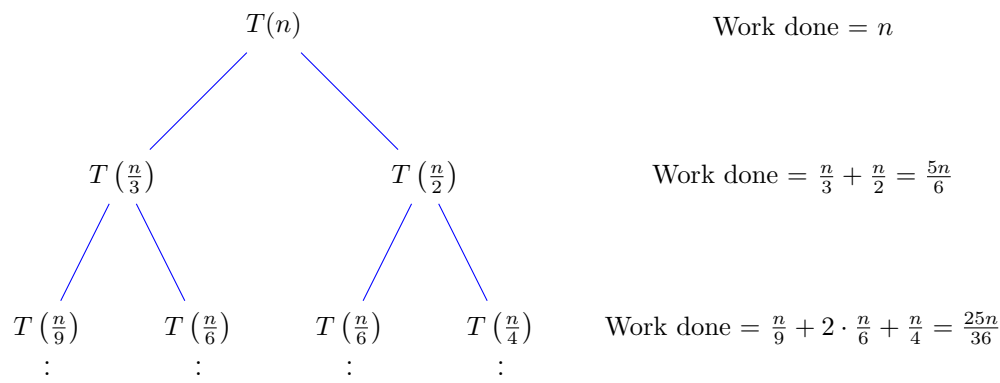 T(n) Work done = n
T(n/3) T(n/2) Work done = n/3 + n/2 = 5n/6
T(n/9) T(n/6) T(n/6) T(n/4) Work done = n/9 + 2 · n/6 + n/4 = 25n/36
⋮ ⋮ ⋮ ⋮